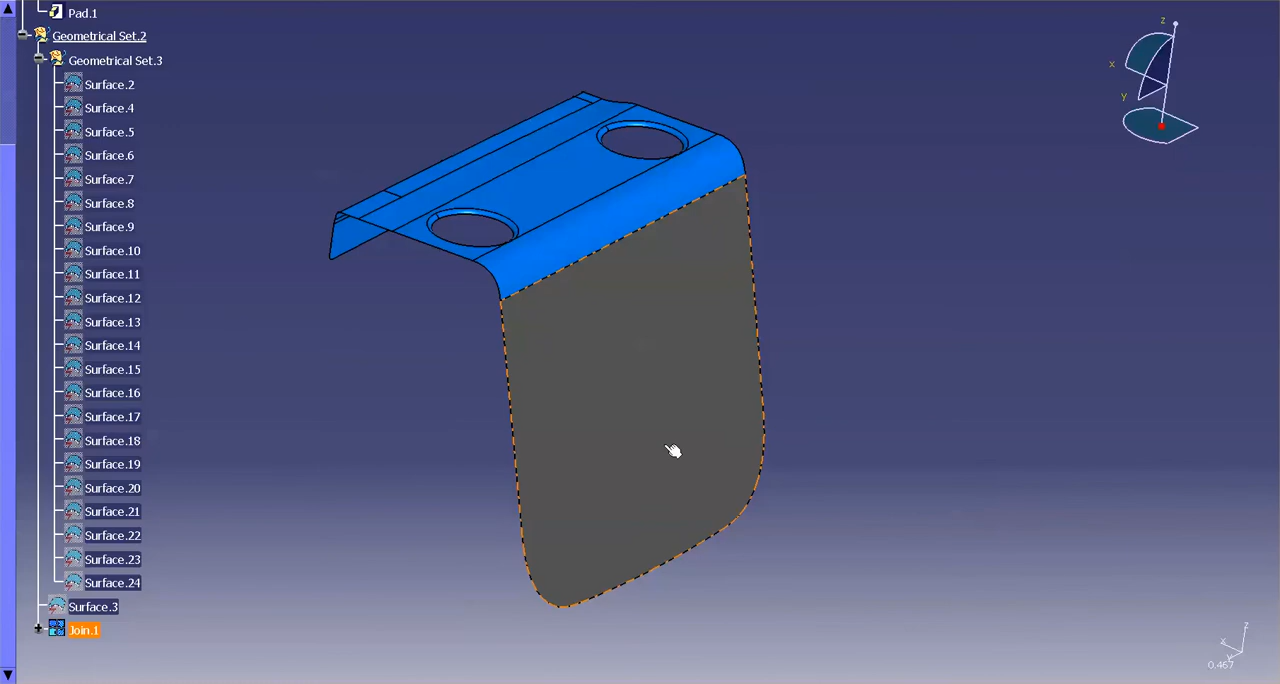 Pad.1
Geometrical Set.2
Geometrical Set.3
Surface.2
Surface.4
Surface.5
Surface.6
Surface.7
Surface.8
Surface.9
Surface.10
Surface.11
Surface.12
Surface.13
Surface.14
Surface.15
Surface.16
Surface.17
Surface.18
Surface.19
Surface.20
Surface.21
Surface.22
Surface.23
Surface.24
Surface.3
Join.1
z
x
y
z
x
y
0.467